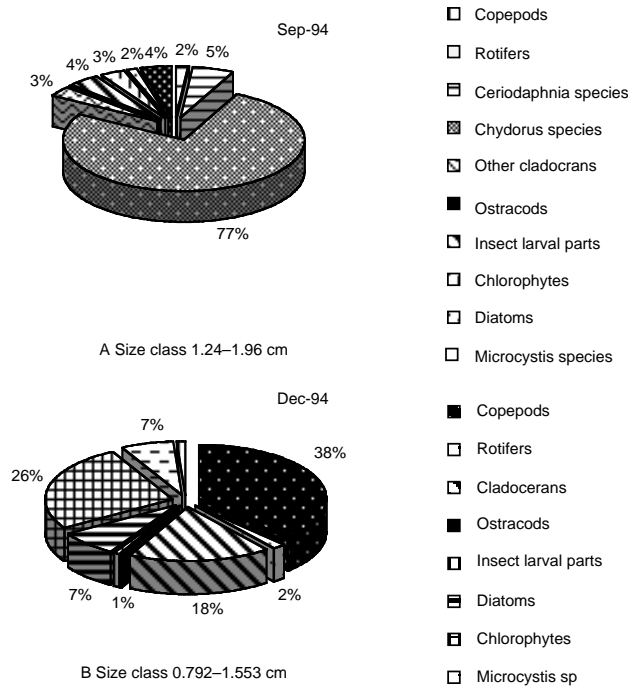 Sep-94
3%
4%
3%
2%
4%
2%
5%
77%
A Size class 1.24–1.96 cm
Copepods
Rotifers
Ceriodaphnia species
Chydorus species
Other cladocrans
Ostracods
Insect larval parts
Chlorophytes
Diatoms
Microcystis species
Dec-94
7%
38%
26%
7%
1%
18%
2%
B Size class 0.792–1.553 cm
Copepods
Rotifers
Cladocerans
Ostracods
Insect larval parts
Diatoms
Chlorophytes
Microcystis sp